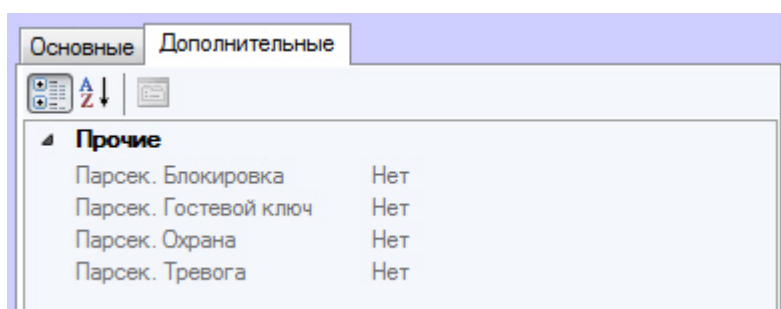 Основные Дополнительные
Прочие
Парсек. Блокировка Нет
Парсек. Гостевой ключ Нет
Парсек. Охрана Нет
Парсек. Тревога Нет